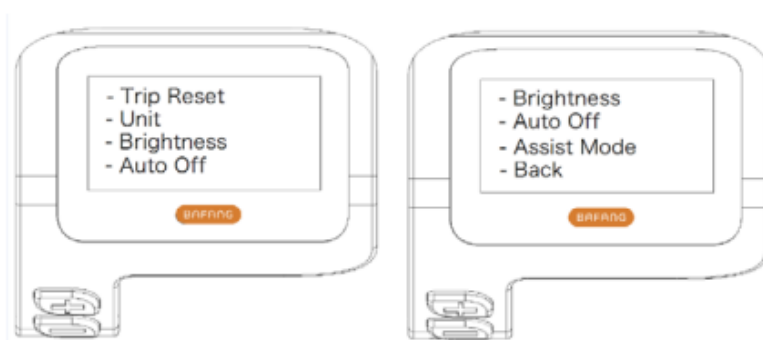 - Trip Reset
- Unit
- Brightness
- Auto Off
BAFANG
- Brightness
- Auto Off
- Assist Mode
- Back
BAFANG